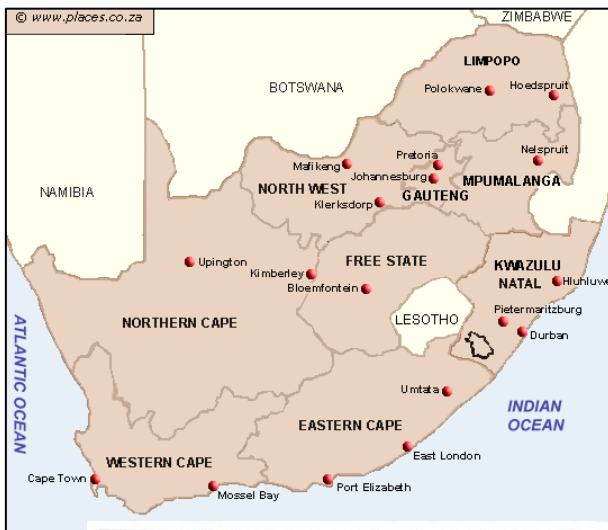 © www.places.co.za
ZIMBABWE
LIMPOPO
BOTSWANA
Polokwane
Hoedspruit
Mafikeng
Pretoria
Nelspruit
Johannesburg
NAMIBIA
NORTH WEST
MPUMALANGA
GAUTENG
Klerksdorp
Upington
Kimberley
FREE STATE
KWAZULU
NATAL
Hluhluwe
Bloemfontein
NORTHERN CAPE
LESOTHO
Pietermaritzburg
Durban
ATLANTIC OCEAN
Umtata
INDIAN
OCEAN
EASTERN CAPE
East London
WESTERN CAPE
Cape Town
Mossel Bay
Port Elizabeth